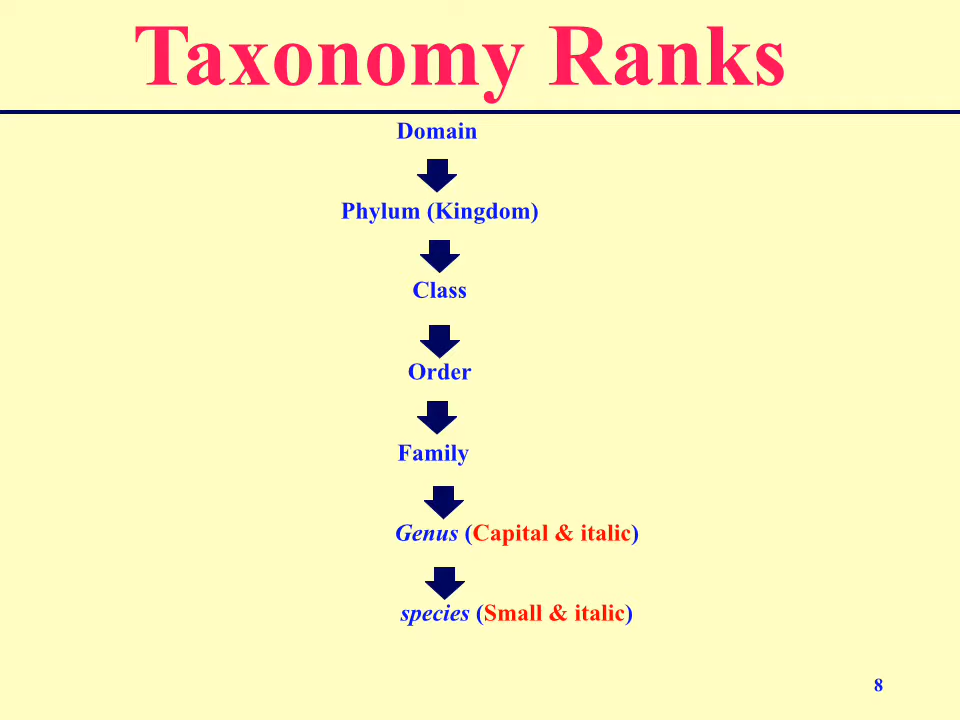 Taxonomy Ranks
Domain
Phylum (Kingdom)
Class
Order
Family
Genus (Capital & italic)
species (Small & italic)
8